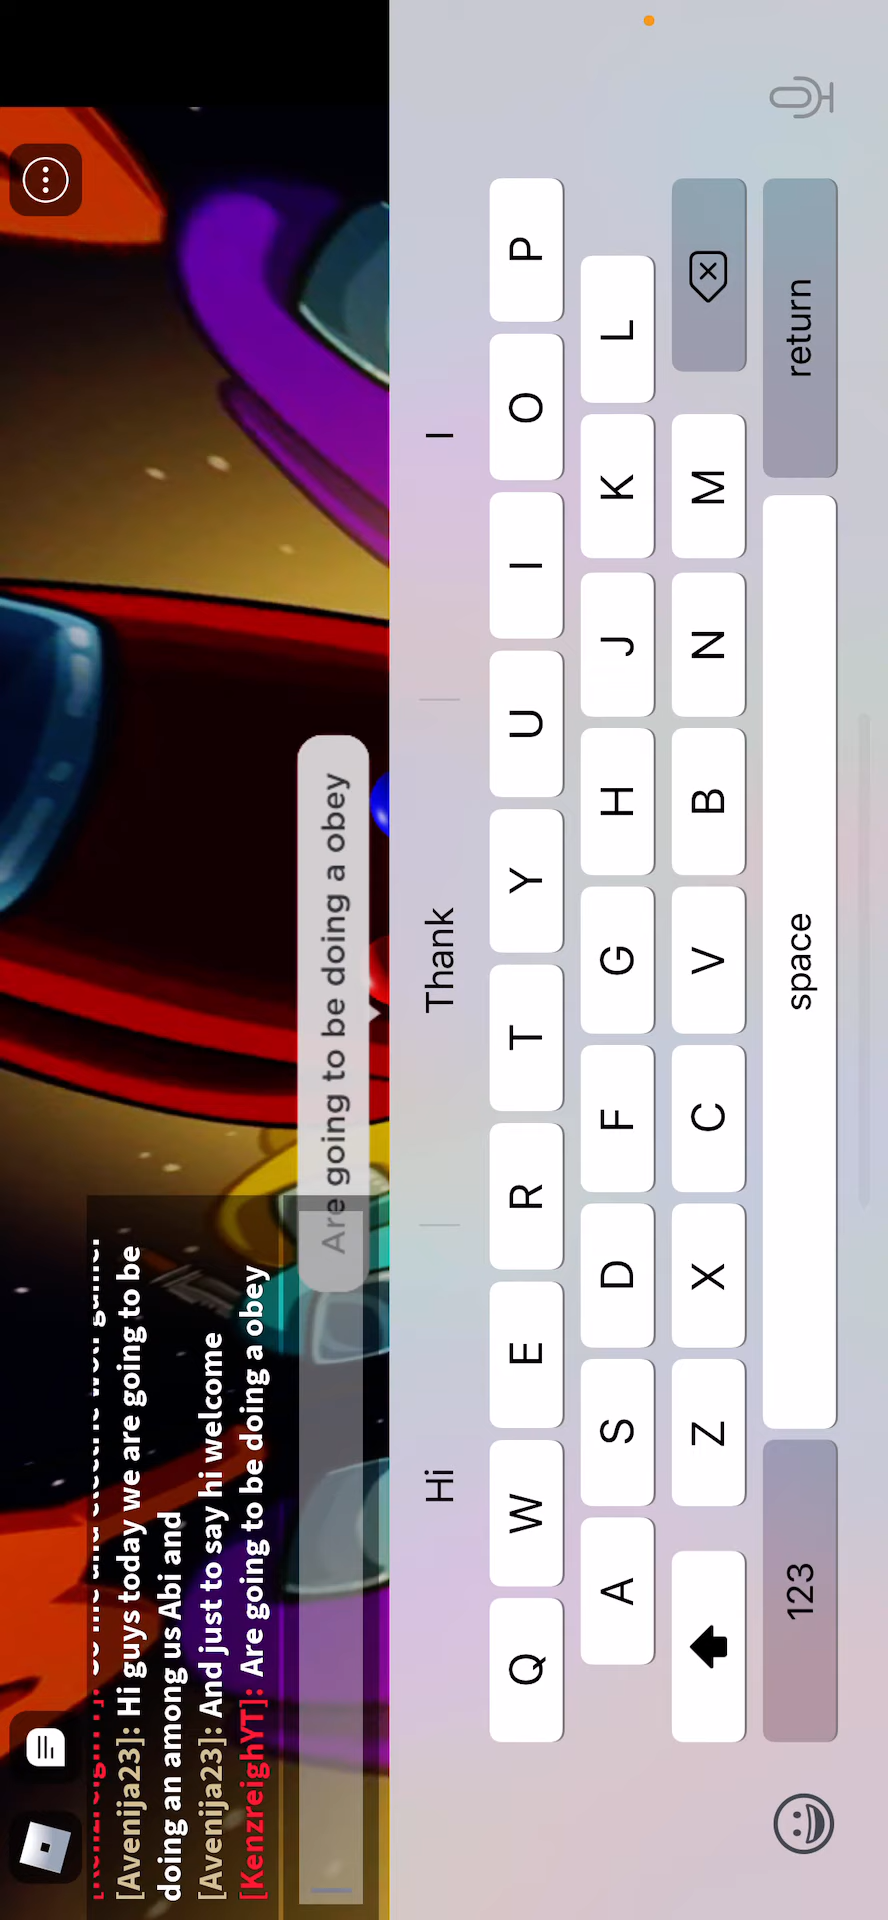 [Avenija23]: Hi guys today we are going to be
doing an among us Abi and
[Avenija23]: And just to say hi welcome
[KenzreighYT]: Are going to be doing a obey
Are going to be doing a obey
Hi Thank I
Q W E R T Y U I O P
A S D F G H J K L
Z X C V B N M
123 space return